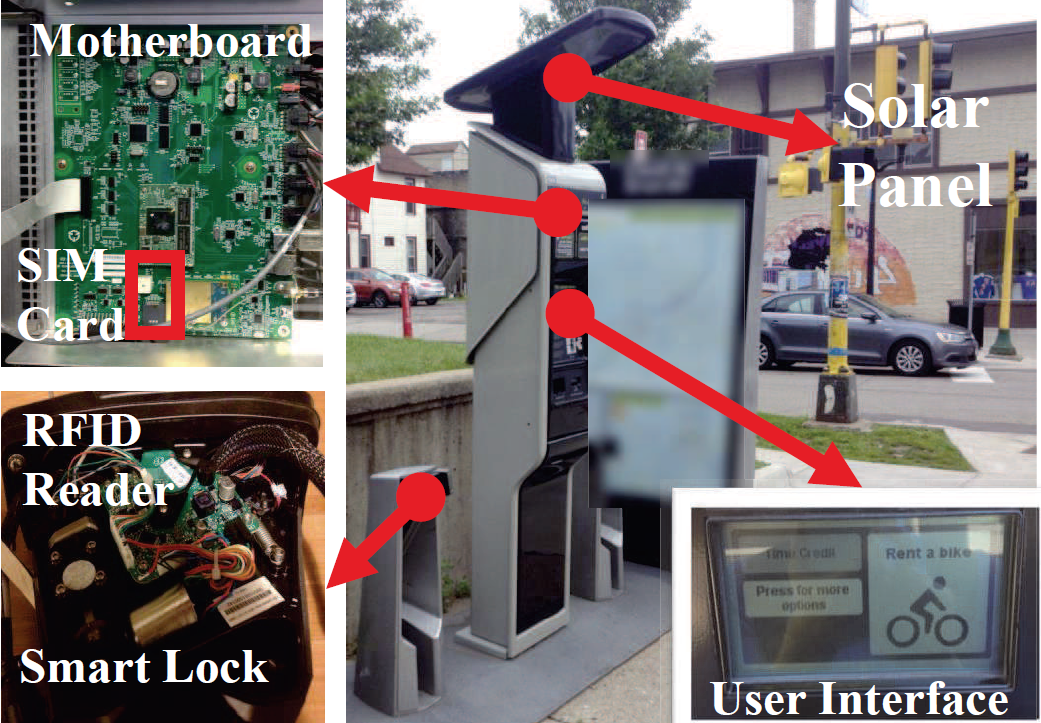 Motherboard
SIM
Card
Solar
Panel
RFID
Reader
Smart Lock
Time Credit
Rent a bike
Press for more
options
User Interface